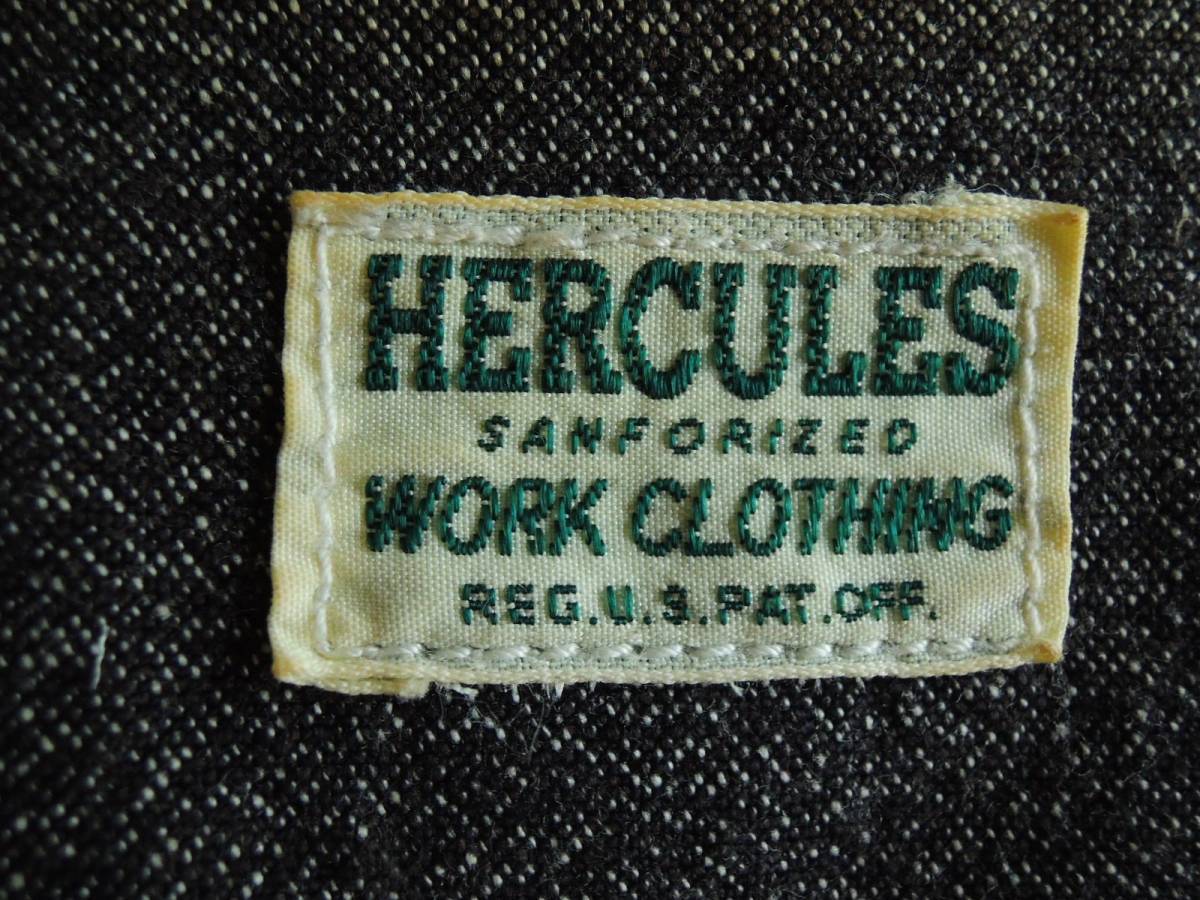 HERCULES
SANFORIZED
WORK CLOTHING
REG.U.S.PAT.OFF.